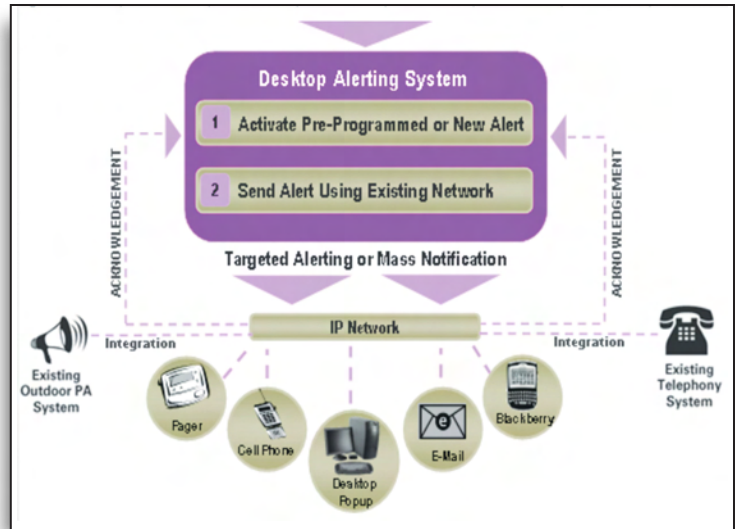 Desktop Alerting System
1 Activate Pre-Programmed or New Alert
2 Send Alert Using Existing Network
ACKNOWLEDGEMENT
ACKNOWLEDGEMENT
Targeted Alerting or Mass Notification
IP Network
Integration
Integration
Existing
Outdoor PA
System
Existing
Telephony
System
Pager
Cell Phone
Desktop
Popup
e
E-Mail
Blackberry